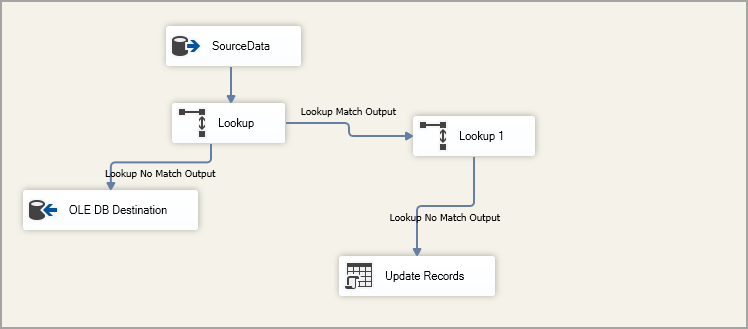 SourceData
Lookup
Lookup Match Output
Lookup 1
Lookup No Match Output
OLE DB Destination
Lookup No Match Output
Update Records